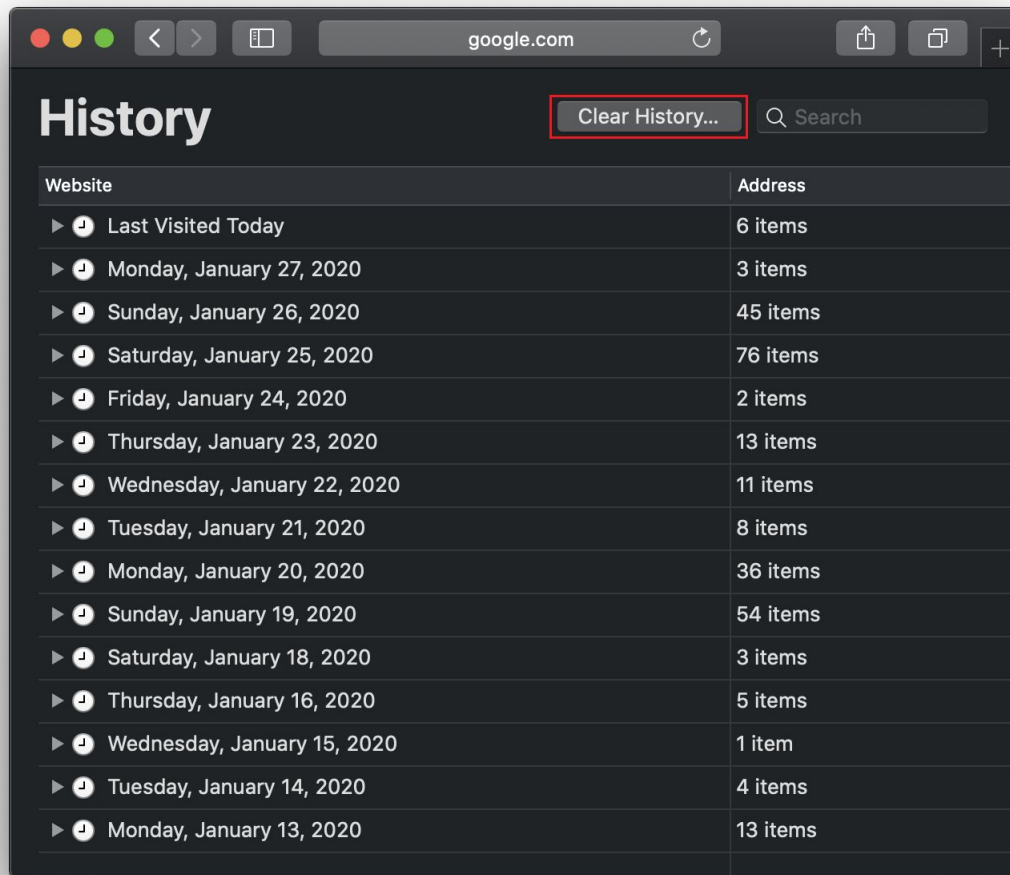 google.com
History
Clear History...
Search
Website Address
Last Visited Today 6 items
Monday, January 27, 2020 3 items
Sunday, January 26, 2020 45 items
Saturday, January 25, 2020 76 items
Friday, January 24, 2020 2 items
Thursday, January 23, 2020 13 items
Wednesday, January 22, 2020 11 items
Tuesday, January 21, 2020 8 items
Monday, January 20, 2020 36 items
Sunday, January 19, 2020 54 items
Saturday, January 18, 2020 3 items
Thursday, January 16, 2020 5 items
Wednesday, January 15, 2020 1 item
Tuesday, January 14, 2020 4 items
Monday, January 13, 2020 13 items